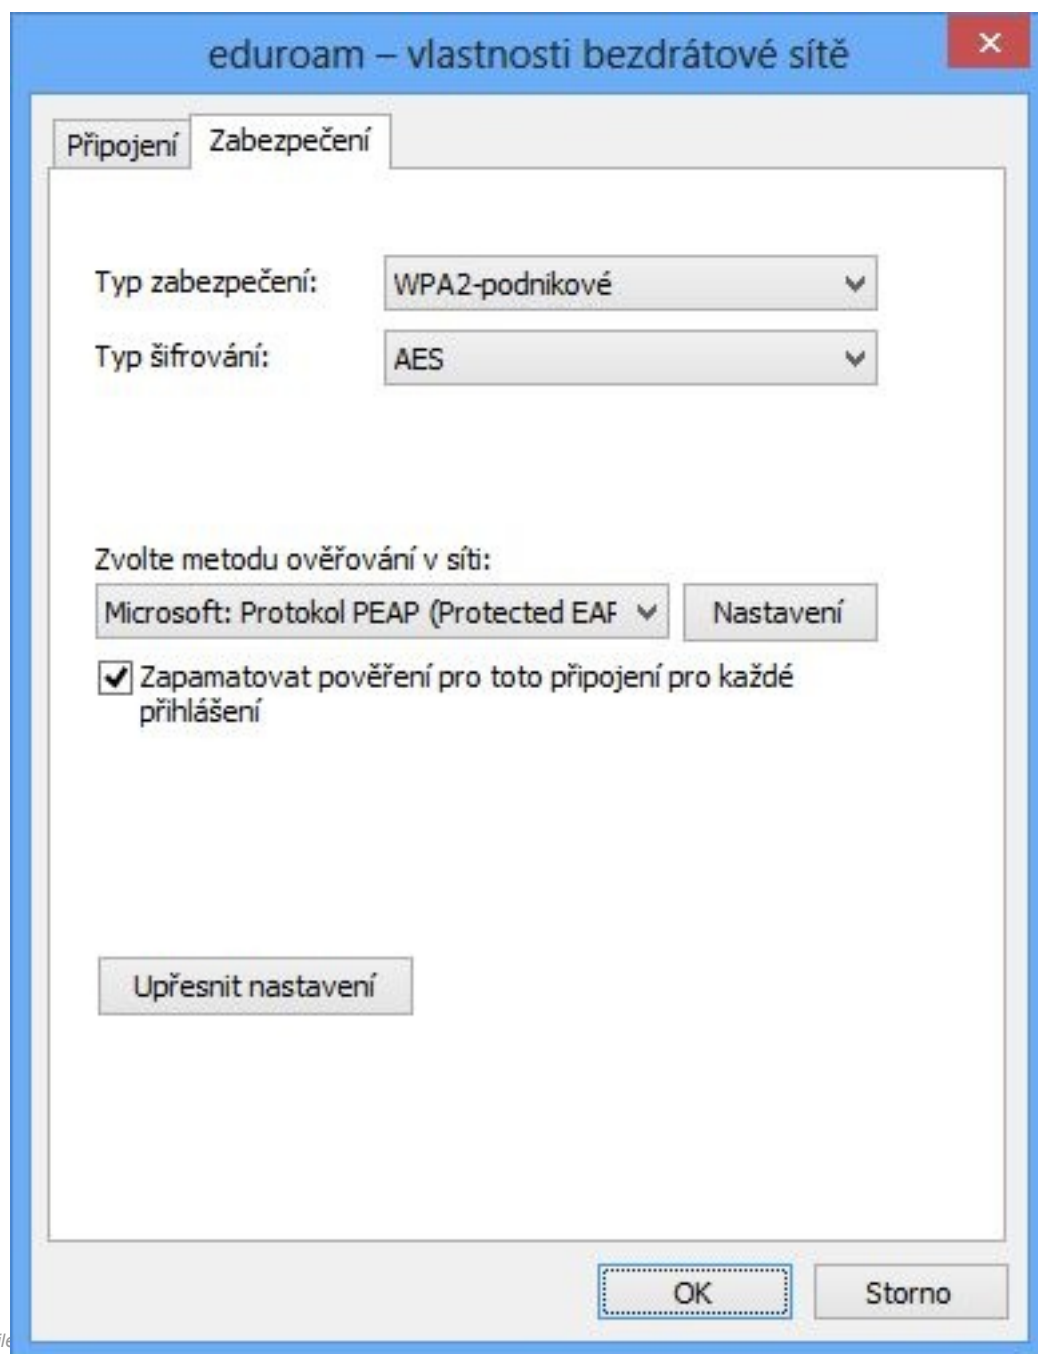 eduroam – vlastnosti bezdrátové sítě
Připojení
Zabezpečení
Typ zabezpečení:
WPA2-podnikové
Typ šifrování:
AES
Zvolte metodu ověřování v síti:
Microsoft: Protokol PEAP (Protected EAP
Nastavení
Zapamatovat pověření pro toto připojení pro každé
přihlášení
Upřesnit nastavení
OK
Storno